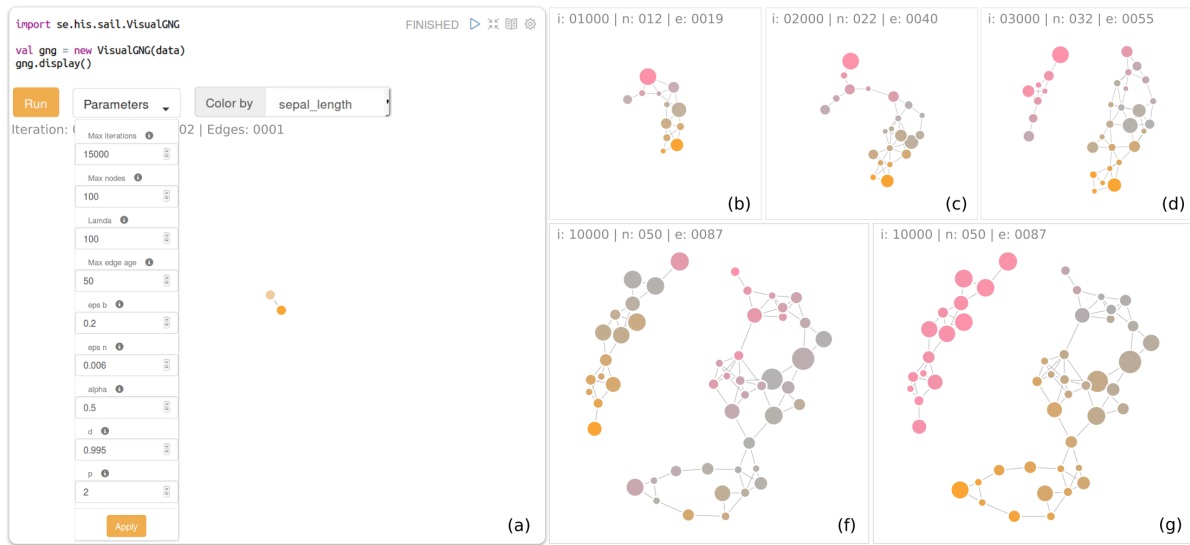 import se.his.sail.VisualGNG
FINISHED
val gng = new VisualGNG(data)
gng.display()
Run
Parameters
Color by
sepal_length
Iteration: 02 | Edges: 0001
Max iterations
15000
Max nodes
100
Lamda
100
Max edge age
50
eps b
0.2
eps n
0.006
alpha
0.5
d
0.995
p
2
Apply
(a)
i: 01000 | n: 012 | e: 0019
(b)
i: 02000 | n: 022 | e: 0040
(c)
i: 03000 | n: 032 | e: 0055
(d)
i: 10000 | n: 050 | e: 0087
(f)
i: 10000 | n: 050 | e: 0087
(g)